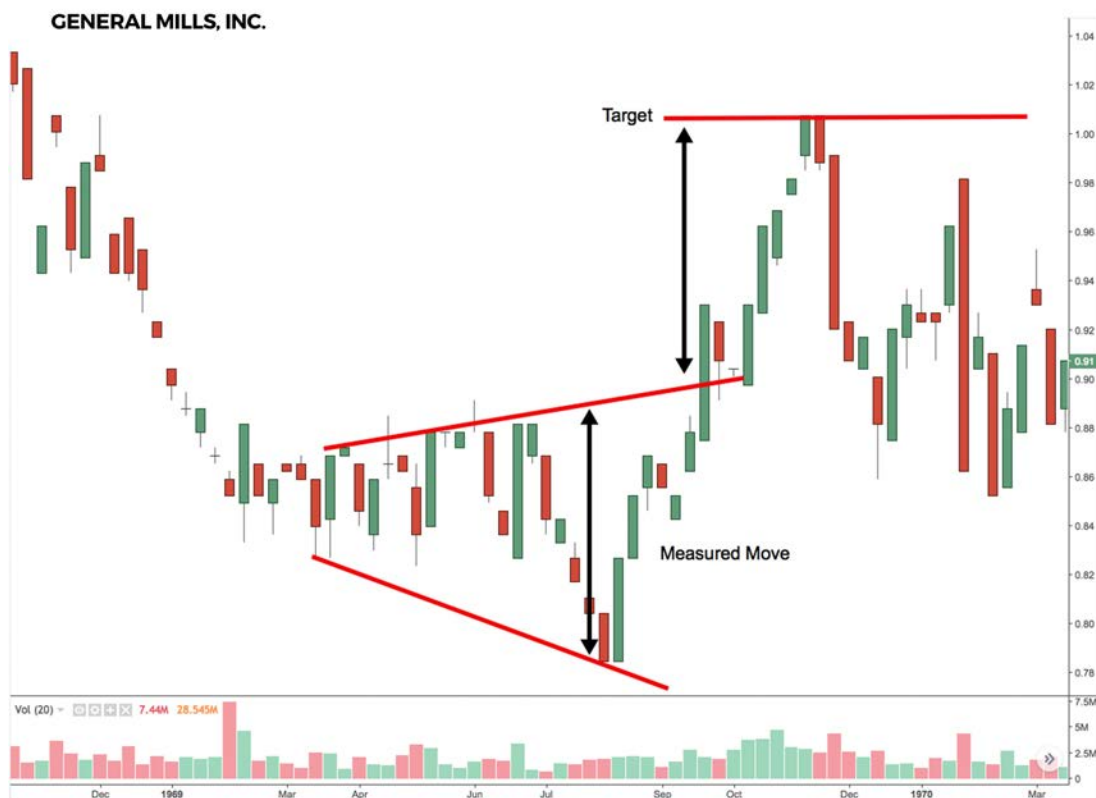 GENERAL MILLS, INC.
1.04
1.02
Target
1.00
0.98
0.96
0.94
0.92
0.91
0.90
0.88
0.86
0.84
Measured Move
0.82
0.80
0.78
Vol (20) 7.44M 28.545M
7.5M
5M
2.5M
0
Dec 1969 Mar Apr Jun Jul Sep Oct Dec 1970 Mar